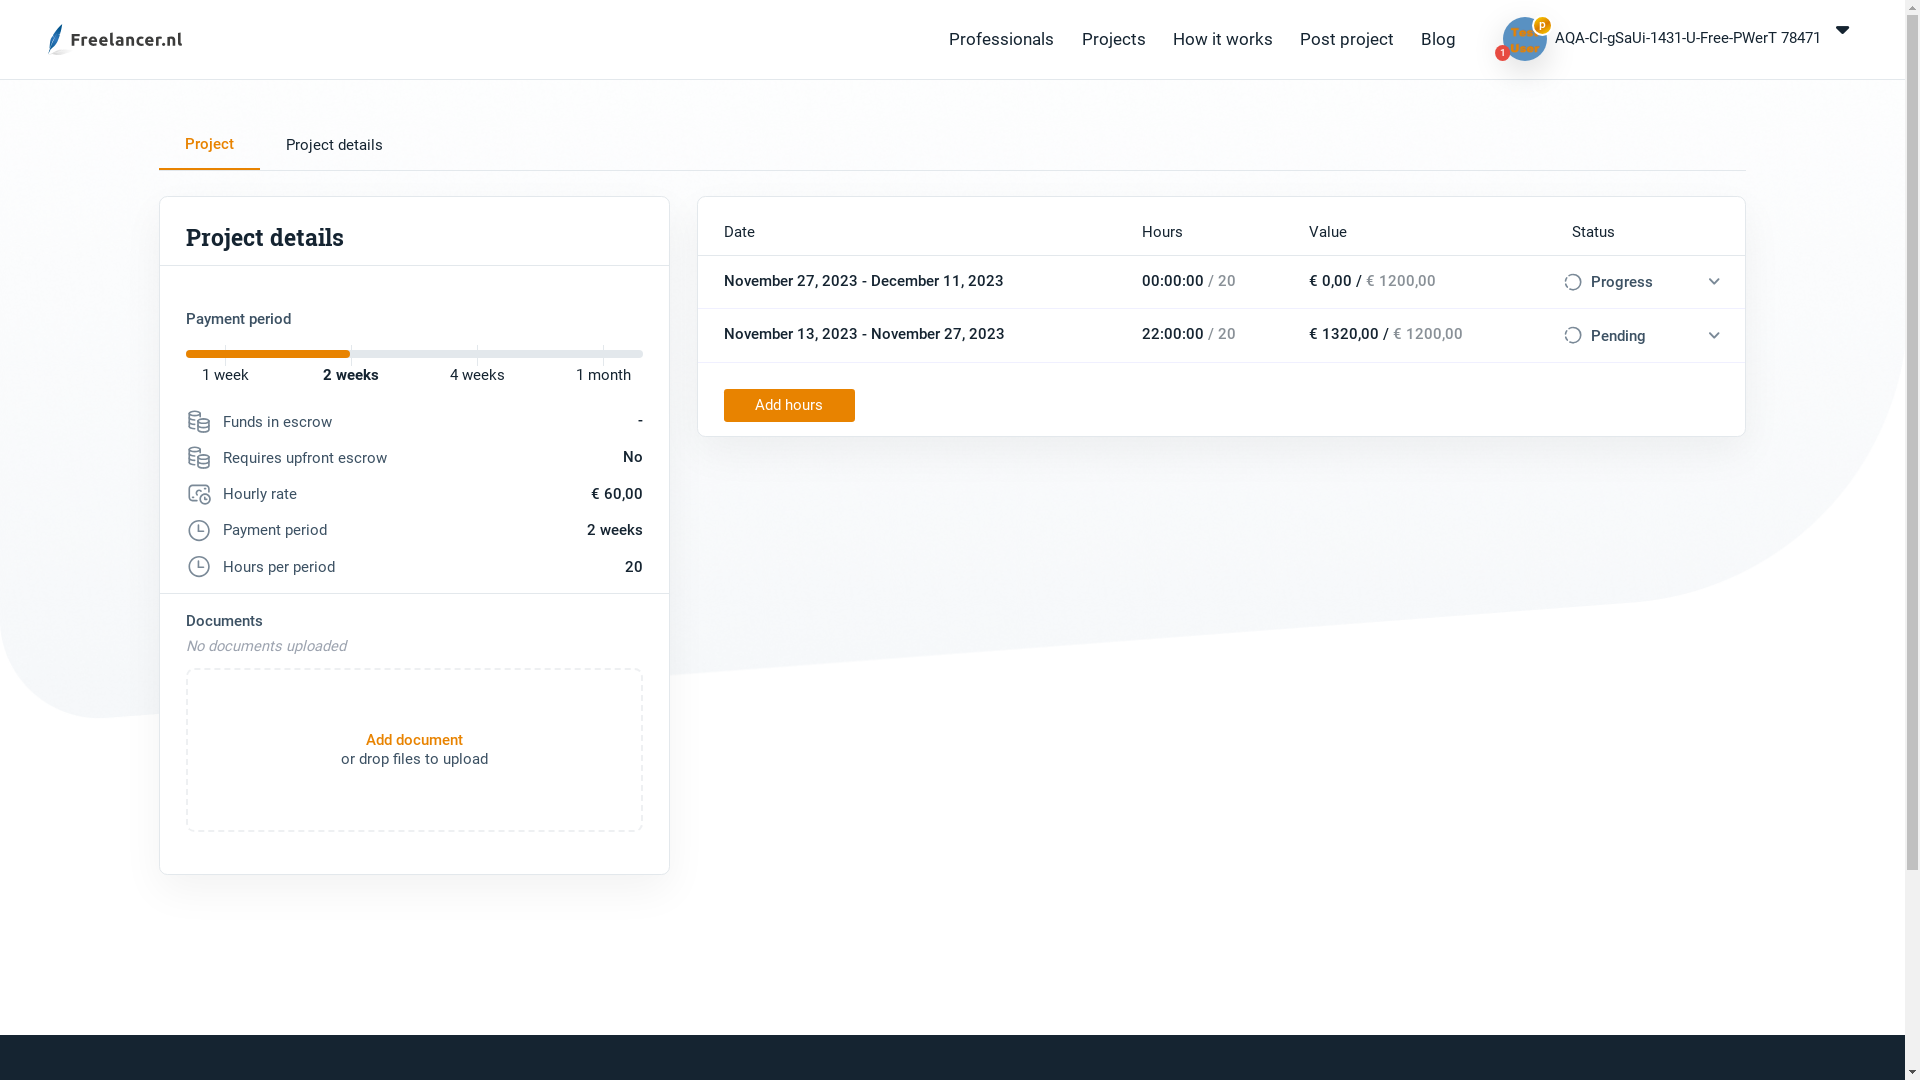 Freelancer.nl
Professionals
Projects
How it works
Post project
Blog
p
1
AQA-CI-gSaUi-1431-U-Free-PWerT 78471
Project
Project details
Project details
Payment period
1 week
2 weeks
4 weeks
1 month
Funds in escrow -
Requires upfront escrow No
Hourly rate € 60,00
Payment period 2 weeks
Hours per period 20
Documents
No documents uploaded
Add document
or drop files to upload
Date Hours Value Status
November 27, 2023 - December 11, 2023 00:00:00 / 20 € 0,00 / € 1200,00 Progress
November 13, 2023 - November 27, 2023 22:00:00 / 20 € 1320,00 / € 1200,00 Pending
Add hours